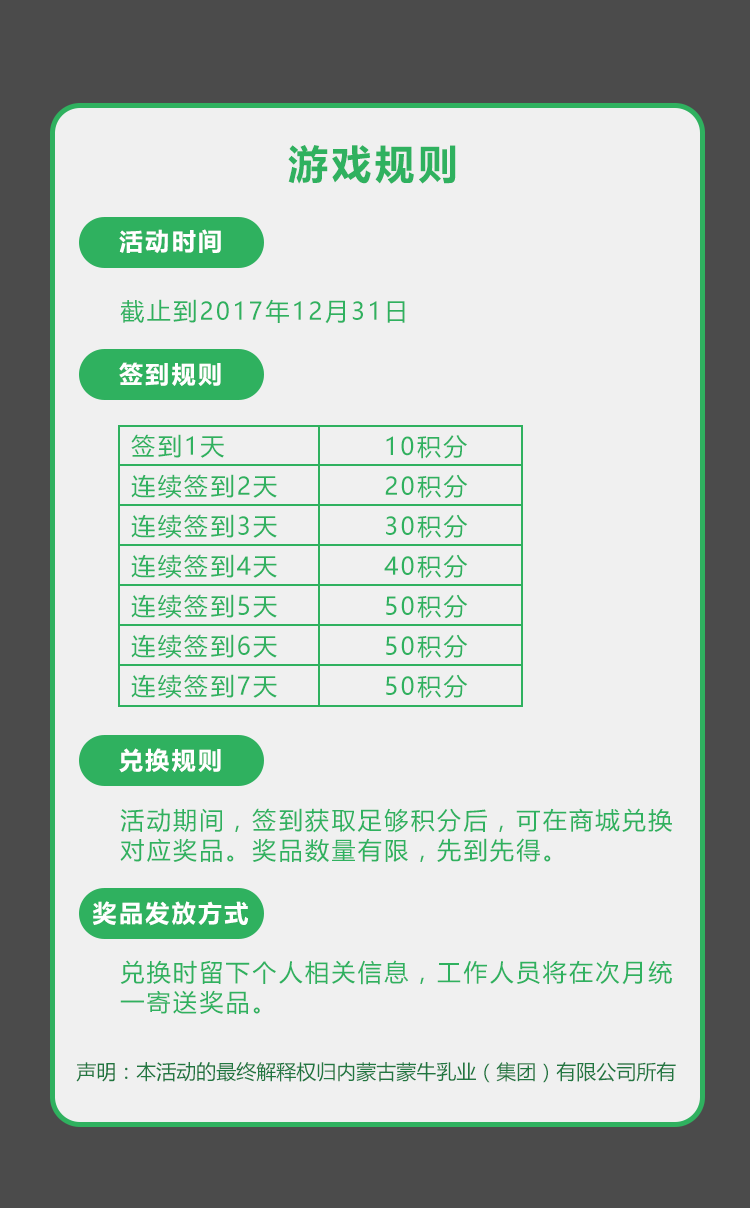 游戏规则
活动时间
截止到2017年12月31日
签到规则
签到1天 10积分
连续签到2天 20积分
连续签到3天 30积分
连续签到4天 40积分
连续签到5天 50积分
连续签到6天 50积分
连续签到7天 50积分
兑换规则
活动期间，签到获取足够积分后，可在商城兑换
对应奖品。奖品数量有限，先到先得。
奖品发放方式
兑换时留下个人相关信息，工作人员将在次月统
一寄送奖品。
声明：本活动的最终解释权归内蒙古蒙牛乳业（集团）有限公司所有